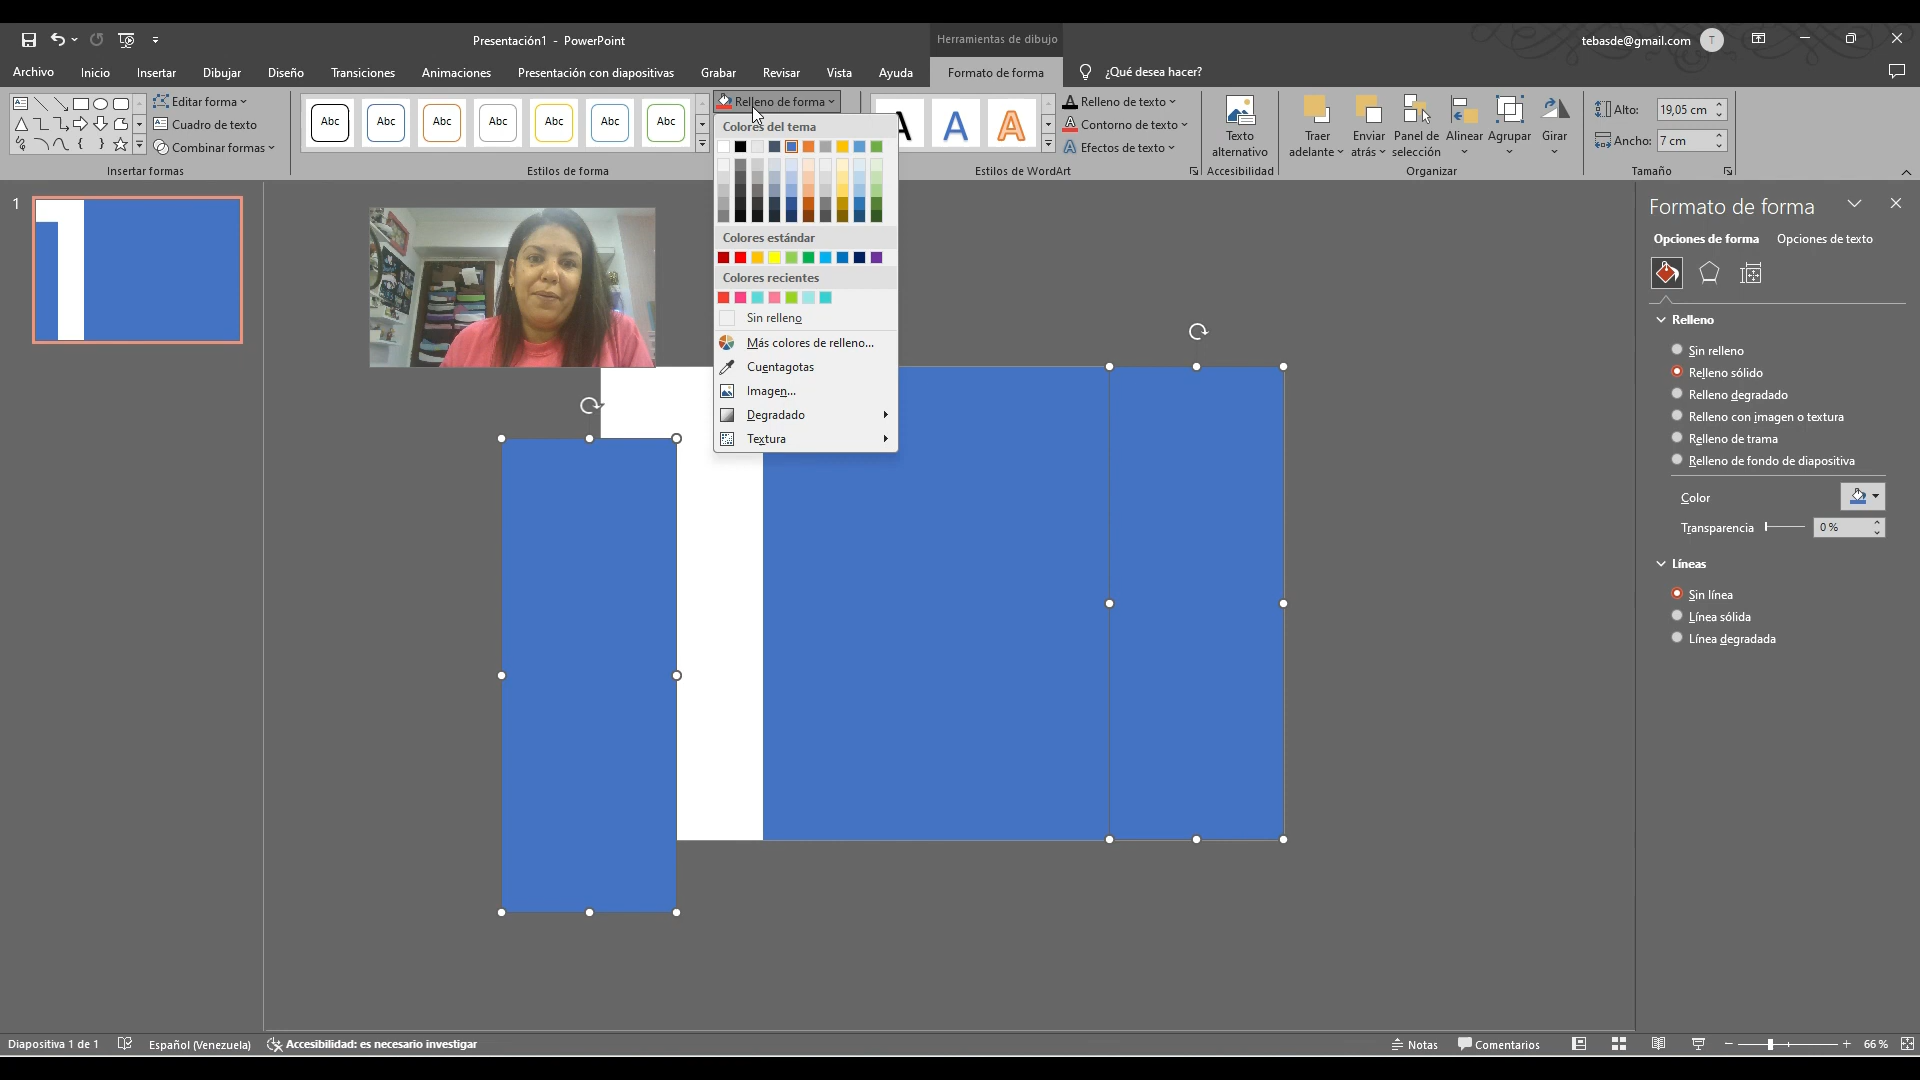 Presentación1 - PowerPoint
Herramientas de dibujo
tebasde@gmail.com
T
Archivo
Inicio
Insertar
Dibujar
Diseño
Transiciones
Animaciones
Presentación con diapositivas
Grabar
Revisar
Vista
Ayuda
Formato de forma
¿Qué desea hacer?
Editar forma
Cuadro de texto
Combinar formas
Insertar formas
Abc
Abc
Abc
Abc
Abc
Abc
Abc
Estilos de forma
Relleno de forma
A
A
A
Relleno de texto
Contorno de texto
Efectos de texto
Estilos de WordArt
Texto
alternativo
Accesibilidad
Traer
adelante
Enviar
atrás
Panel de
selección
Alinear
Agrupar
Girar
Organizar
Alto:
19,05 cm
Ancho:
7 cm
Tamaño
Colores del tema
Colores estándar
Colores recientes
Sin relleno
Más colores de relleno...
Cuentagotas
Imagen...
Degradado
Textura
1
Formato de forma
Opciones de forma
Opciones de texto
Relleno
Sin relleno
Relleno sólido
Relleno degradado
Relleno con imagen o textura
Relleno de trama
Relleno de fondo de diapositiva
Color
Transparencia
0 %
Líneas
Sin línea
Línea sólida
Línea degradada
Diapositiva 1 de 1
Español (Venezuela)
Accesibilidad: es necesario investigar
Notas
Comentarios
66 %